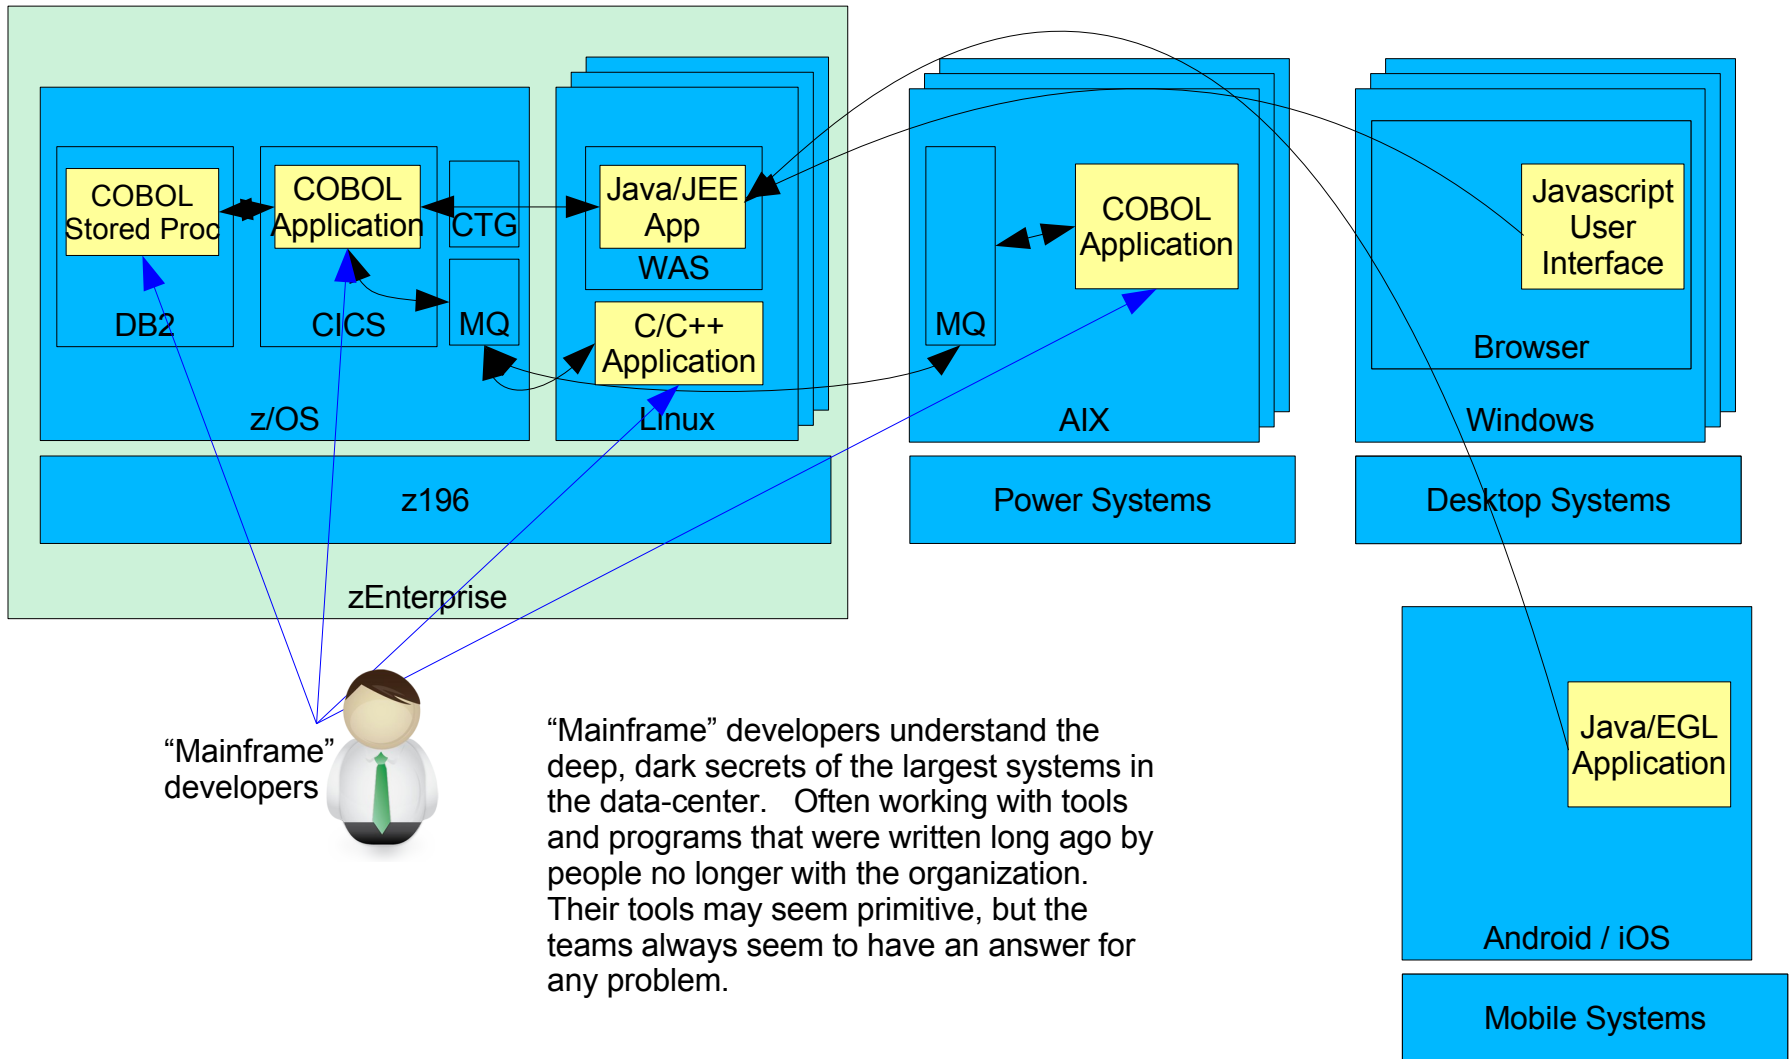 COBOL
Stored Proc
DB2
COBOL
Application
CICS
CTG
MQ
z/OS
Java/JEE
App
WAS
C/C++
Application
Linux
z196
zEnterprise
MQ
COBOL
Application
AIX
Power Systems
Javascript
User
Interface
Browser
Windows
Desktop Systems
Java/EGL
Application
Android / iOS
Mobile Systems
“Mainframe”
developers
“Mainframe” developers understand the
deep, dark secrets of the largest systems in
the data-center.   Often working with tools
and programs that were written long ago by
people no longer with the organization.
Their tools may seem primitive, but the
teams always seem to have an answer for
any problem.